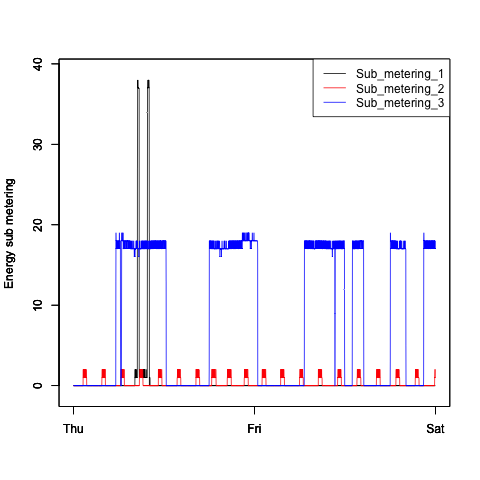 Sub_metering_1
Sub_metering_2
Sub_metering_3
Energy sub metering
40
30
20
10
0
Thu Fri Sat